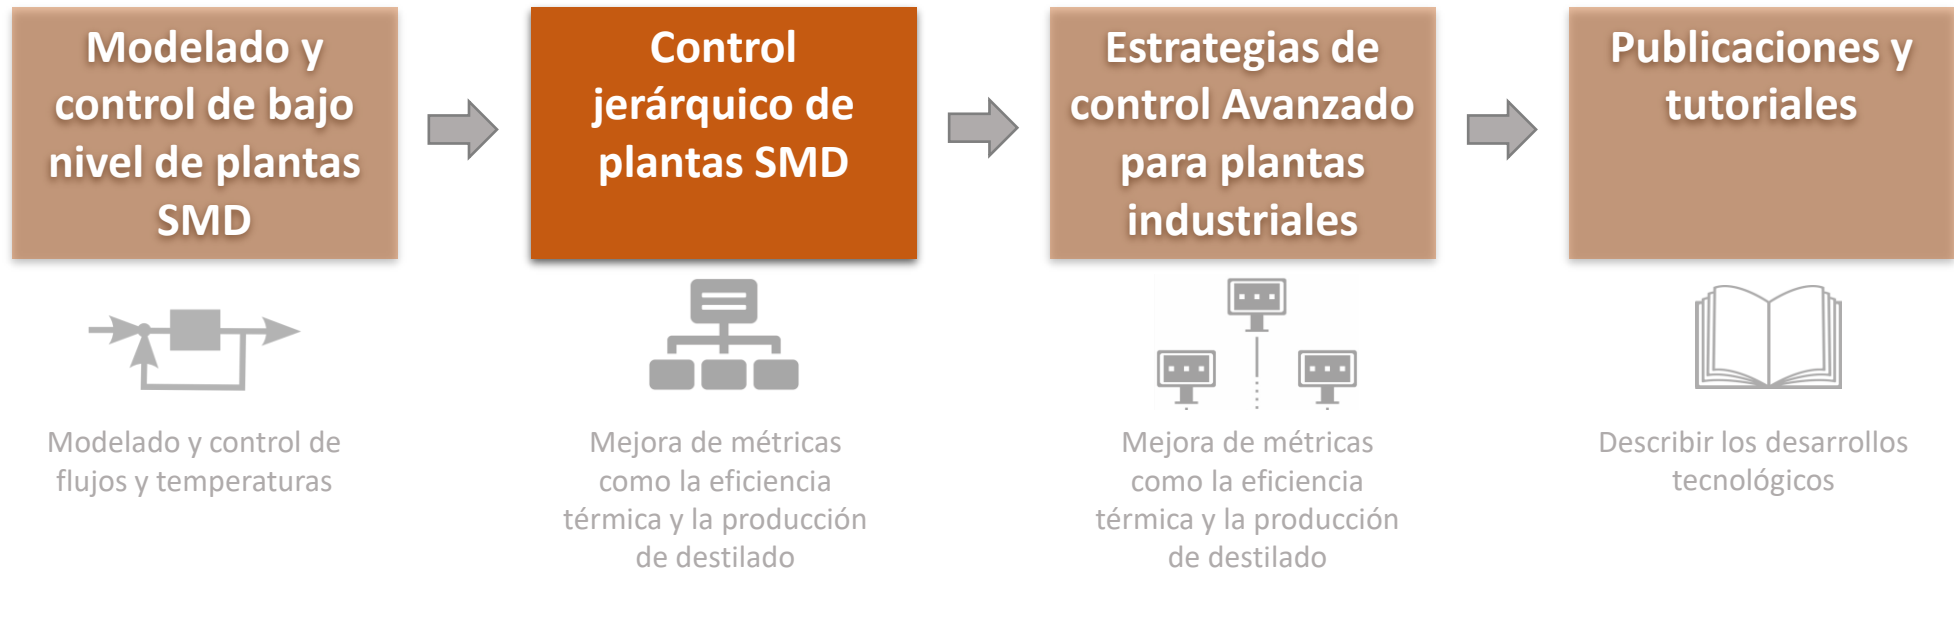 Modelado y
control de bajo
nivel de plantas
SMD
Control
jerárquico de
plantas SMD
Estrategias de
control Avanzado
para plantas
industriales
Publicaciones y
tutoriales
Modelado y control de
flujos y temperaturas
Mejora de métricas
como la eficiencia
térmica y la producción
de destilado
Mejora de métricas
como la eficiencia
térmica y la producción
de destilado
Describir los desarrollos
tecnológicos